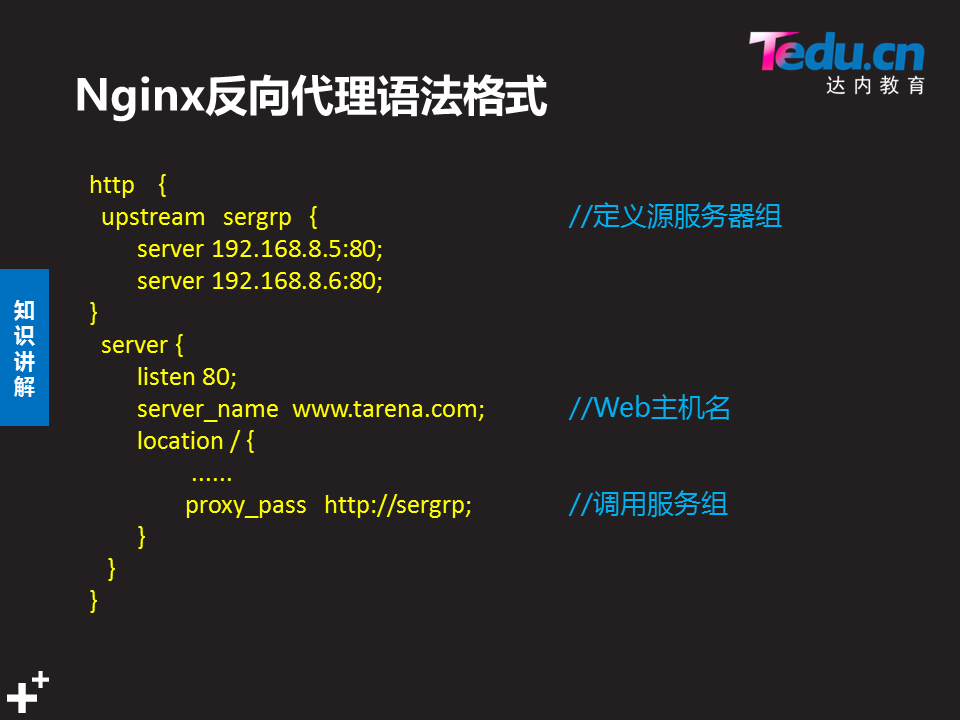 Tedu.cn
达内教育
Nginx反向代理语法格式
http {
upstream sergrp { //定义源服务器组
server 192.168.8.5:80;
server 192.168.8.6:80;
}
server {
listen 80;
server_name www.tarena.com; //Web主机名
location / {
......
proxy_pass http://sergrp; //调用服务组
}
}
}
知识讲解